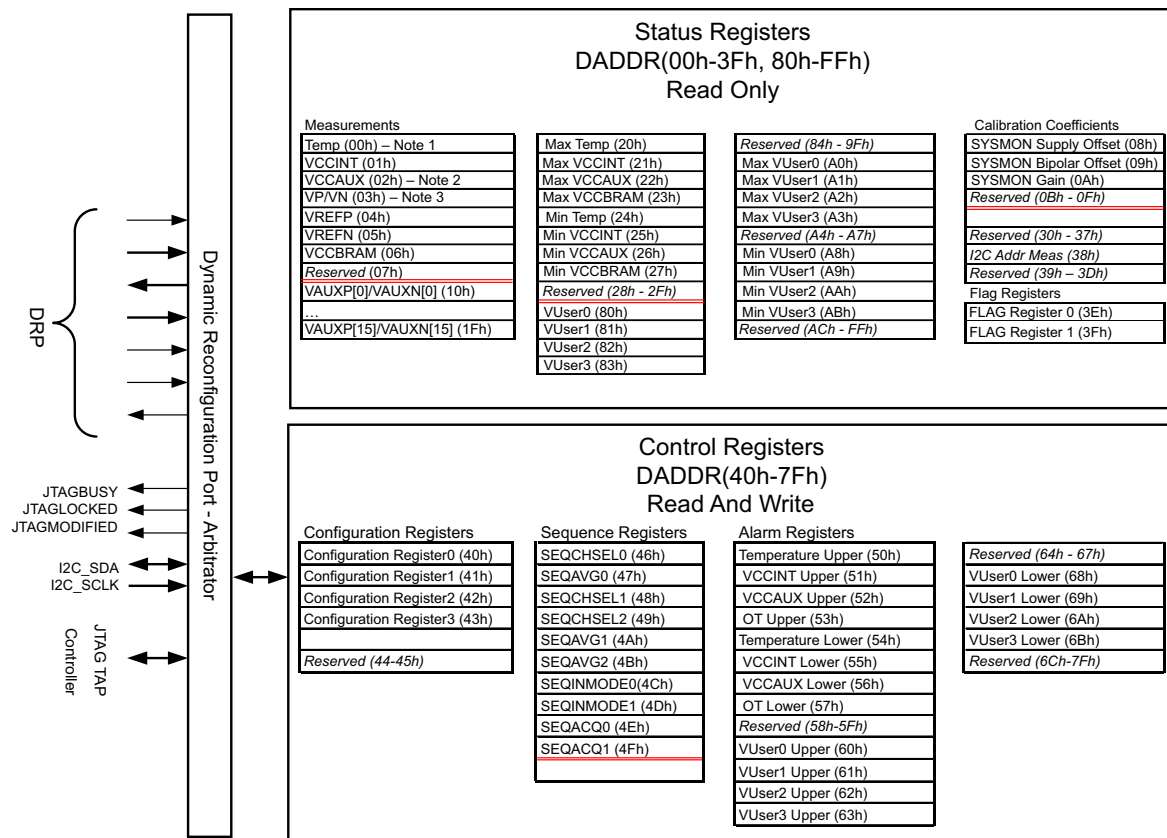 Status Registers
DADDR(00h-3Fh, 80h-FFh)
Read Only
Measurements
Temp (00h) – Note 1
VCCINT (01h)
VCCAUX (02h) – Note 2
VP/VN (03h) – Note 3
VREFP (04h)
VREFN (05h)
VCCBRAM (06h)
Reserved (07h)
VAUXP[0]/VAUXN[0] (10h)
…
VAUXP[15]/VAUXN[15] (1Fh)
Max Temp (20h)
Max VCCINT (21h)
Max VCCAUX (22h)
Max VCCBRAM (23h)
Min Temp (24h)
Min VCCINT (25h)
Min VCCAUX (26h)
Min VCCBRAM (27h)
Reserved (28h - 2Fh)
VUser0 (80h)
VUser1 (81h)
VUser2 (82h)
VUser3 (83h)
Reserved (84h - 9Fh)
Max VUser0 (A0h)
Max VUser1 (A1h)
Max VUser2 (A2h)
Max VUser3 (A3h)
Reserved (A4h - A7h)
Min VUser0 (A8h)
Min VUser1 (A9h)
Min VUser2 (AAh)
Min VUser3 (ABh)
Reserved (ACh - FFh)
Calibration Coefficients
SYSMON Supply Offset (08h)
SYSMON Bipolar Offset (09h)
SYSMON Gain (0Ah)
Reserved (0Bh - 0Fh)
Reserved (30h - 37h)
I2C Addr Meas (38h)
Reserved (39h – 3Dh)
Flag Registers
FLAG Register 0 (3Eh)
FLAG Register 1 (3Fh)
DRP
Dynamic Reconfiguration Port - Arbitrator
JTAGBUSY
JTAGLOCKED
JTAGMODIFIED
I2C_SDA
I2C_SCLK
JTAG TAP
Controller
Control Registers
DADDR(40h-7Fh)
Read And Write
Configuration Registers
Configuration Register0 (40h)
Configuration Register1 (41h)
Configuration Register2 (42h)
Configuration Register3 (43h)
Reserved (44-45h)
Sequence Registers
SEQCHSEL0 (46h)
SEQAVG0 (47h)
SEQCHSEL1 (48h)
SEQCHSEL2 (49h)
SEQAVG1 (4Ah)
SEQAVG2 (4Bh)
SEQINMODE0(4Ch)
SEQINMODE1 (4Dh)
SEQACQ0 (4Eh)
SEQACQ1 (4Fh)
Alarm Registers
Temperature Upper (50h)
VCCINT Upper (51h)
VCCAUX Upper (52h)
OT Upper (53h)
Temperature Lower (54h)
VCCINT Lower (55h)
VCCAUX Lower (56h)
OT Lower (57h)
Reserved (58h-5Fh)
VUser0 Upper (60h)
VUser1 Upper (61h)
VUser2 Upper (62h)
VUser3 Upper (63h)
Reserved (64h - 67h)
VUser0 Lower (68h)
VUser1 Lower (69h)
VUser2 Lower (6Ah)
VUser3 Lower (6Bh)
Reserved (6Ch-7Fh)